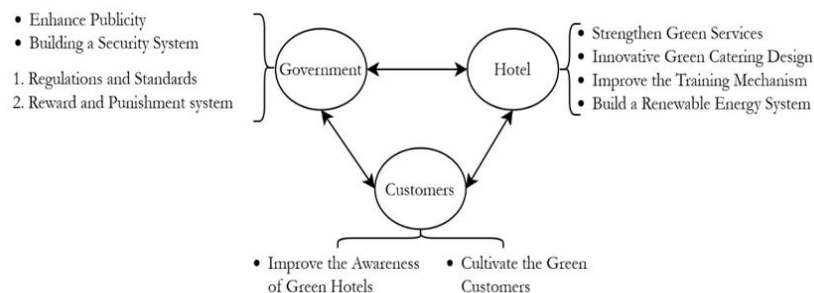 • Enhance Publicity
• Building a Security System
1. Regulations and Standards
2. Reward and Punishment system
Government
Hotel
• Strengthen Green Services
• Innovative Green Catering Design
• Improve the Training Mechanism
• Build a Renewable Energy System
Customers
• Improve the Awareness
of Green Hotels
• Cultivate the Green
Customers